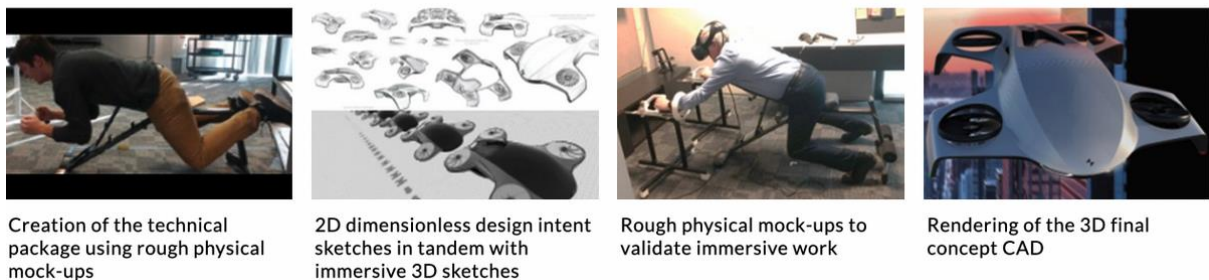 Creation of the technical
package using rough physical
mock-ups
2D dimensionless design intent
sketches in tandem with
immersive 3D sketches
Rough physical mock-ups to
validate immersive work
Rendering of the 3D final
concept CAD